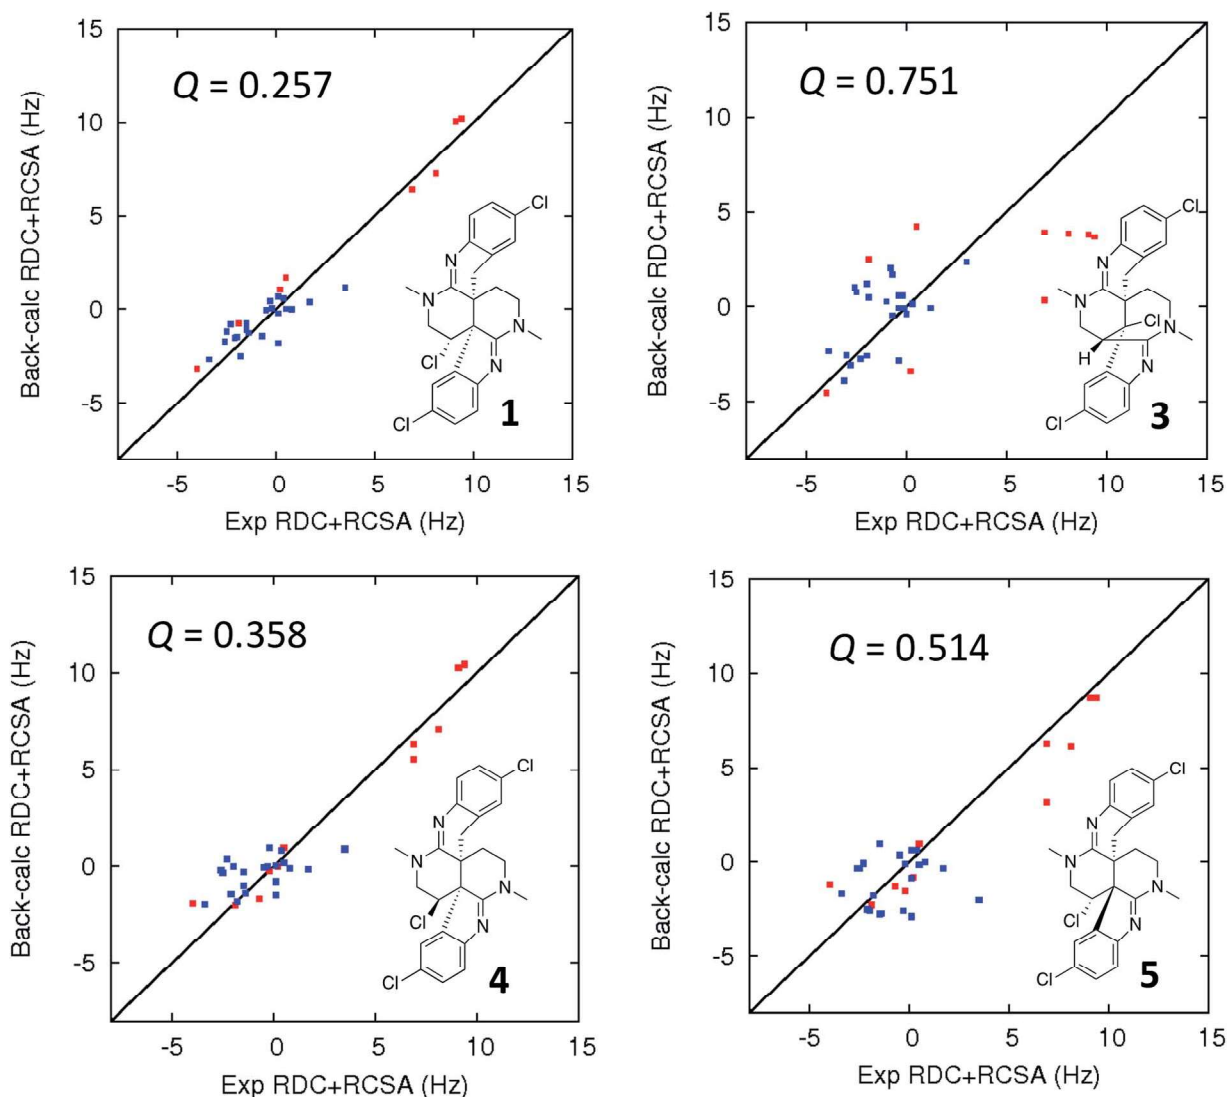 Q = 0.257
Back-calc RDC+RCSA (Hz)
15
10
5
0
-5
-5 0 5 10 15
Exp RDC+RCSA (Hz)
Cl
N
N
N
Cl
N
Cl
1
Q = 0.751
Back-calc RDC+RCSA (Hz)
15
10
5
0
-5
-5 0 5 10 15
Exp RDC+RCSA (Hz)
Cl
N
N
Cl
N
H
N
Cl
3
Q = 0.358
Back-calc RDC+RCSA (Hz)
15
10
5
0
-5
-5 0 5 10 15
Exp RDC+RCSA (Hz)
Cl
N
N
N
Cl
N
Cl
4
Q = 0.514
Back-calc RDC+RCSA (Hz)
15
10
5
0
-5
-5 0 5 10 15
Exp RDC+RCSA (Hz)
Cl
N
N
N
Cl
N
Cl
5